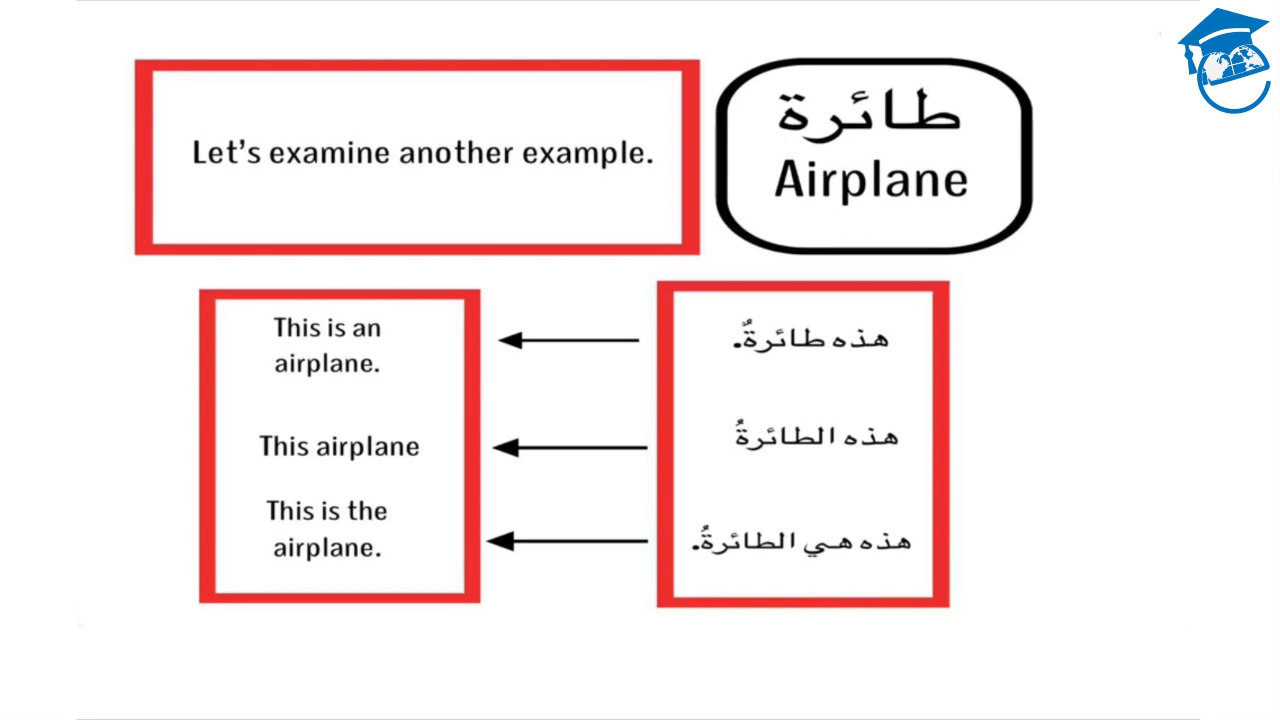 Let's examine another example.
طائرة
Airplane
This is an
airplane.
هذه طائرةٌ.
This airplane
هذه الطائرةُ
This is the
airplane.
هذه هي الطائرةُ.